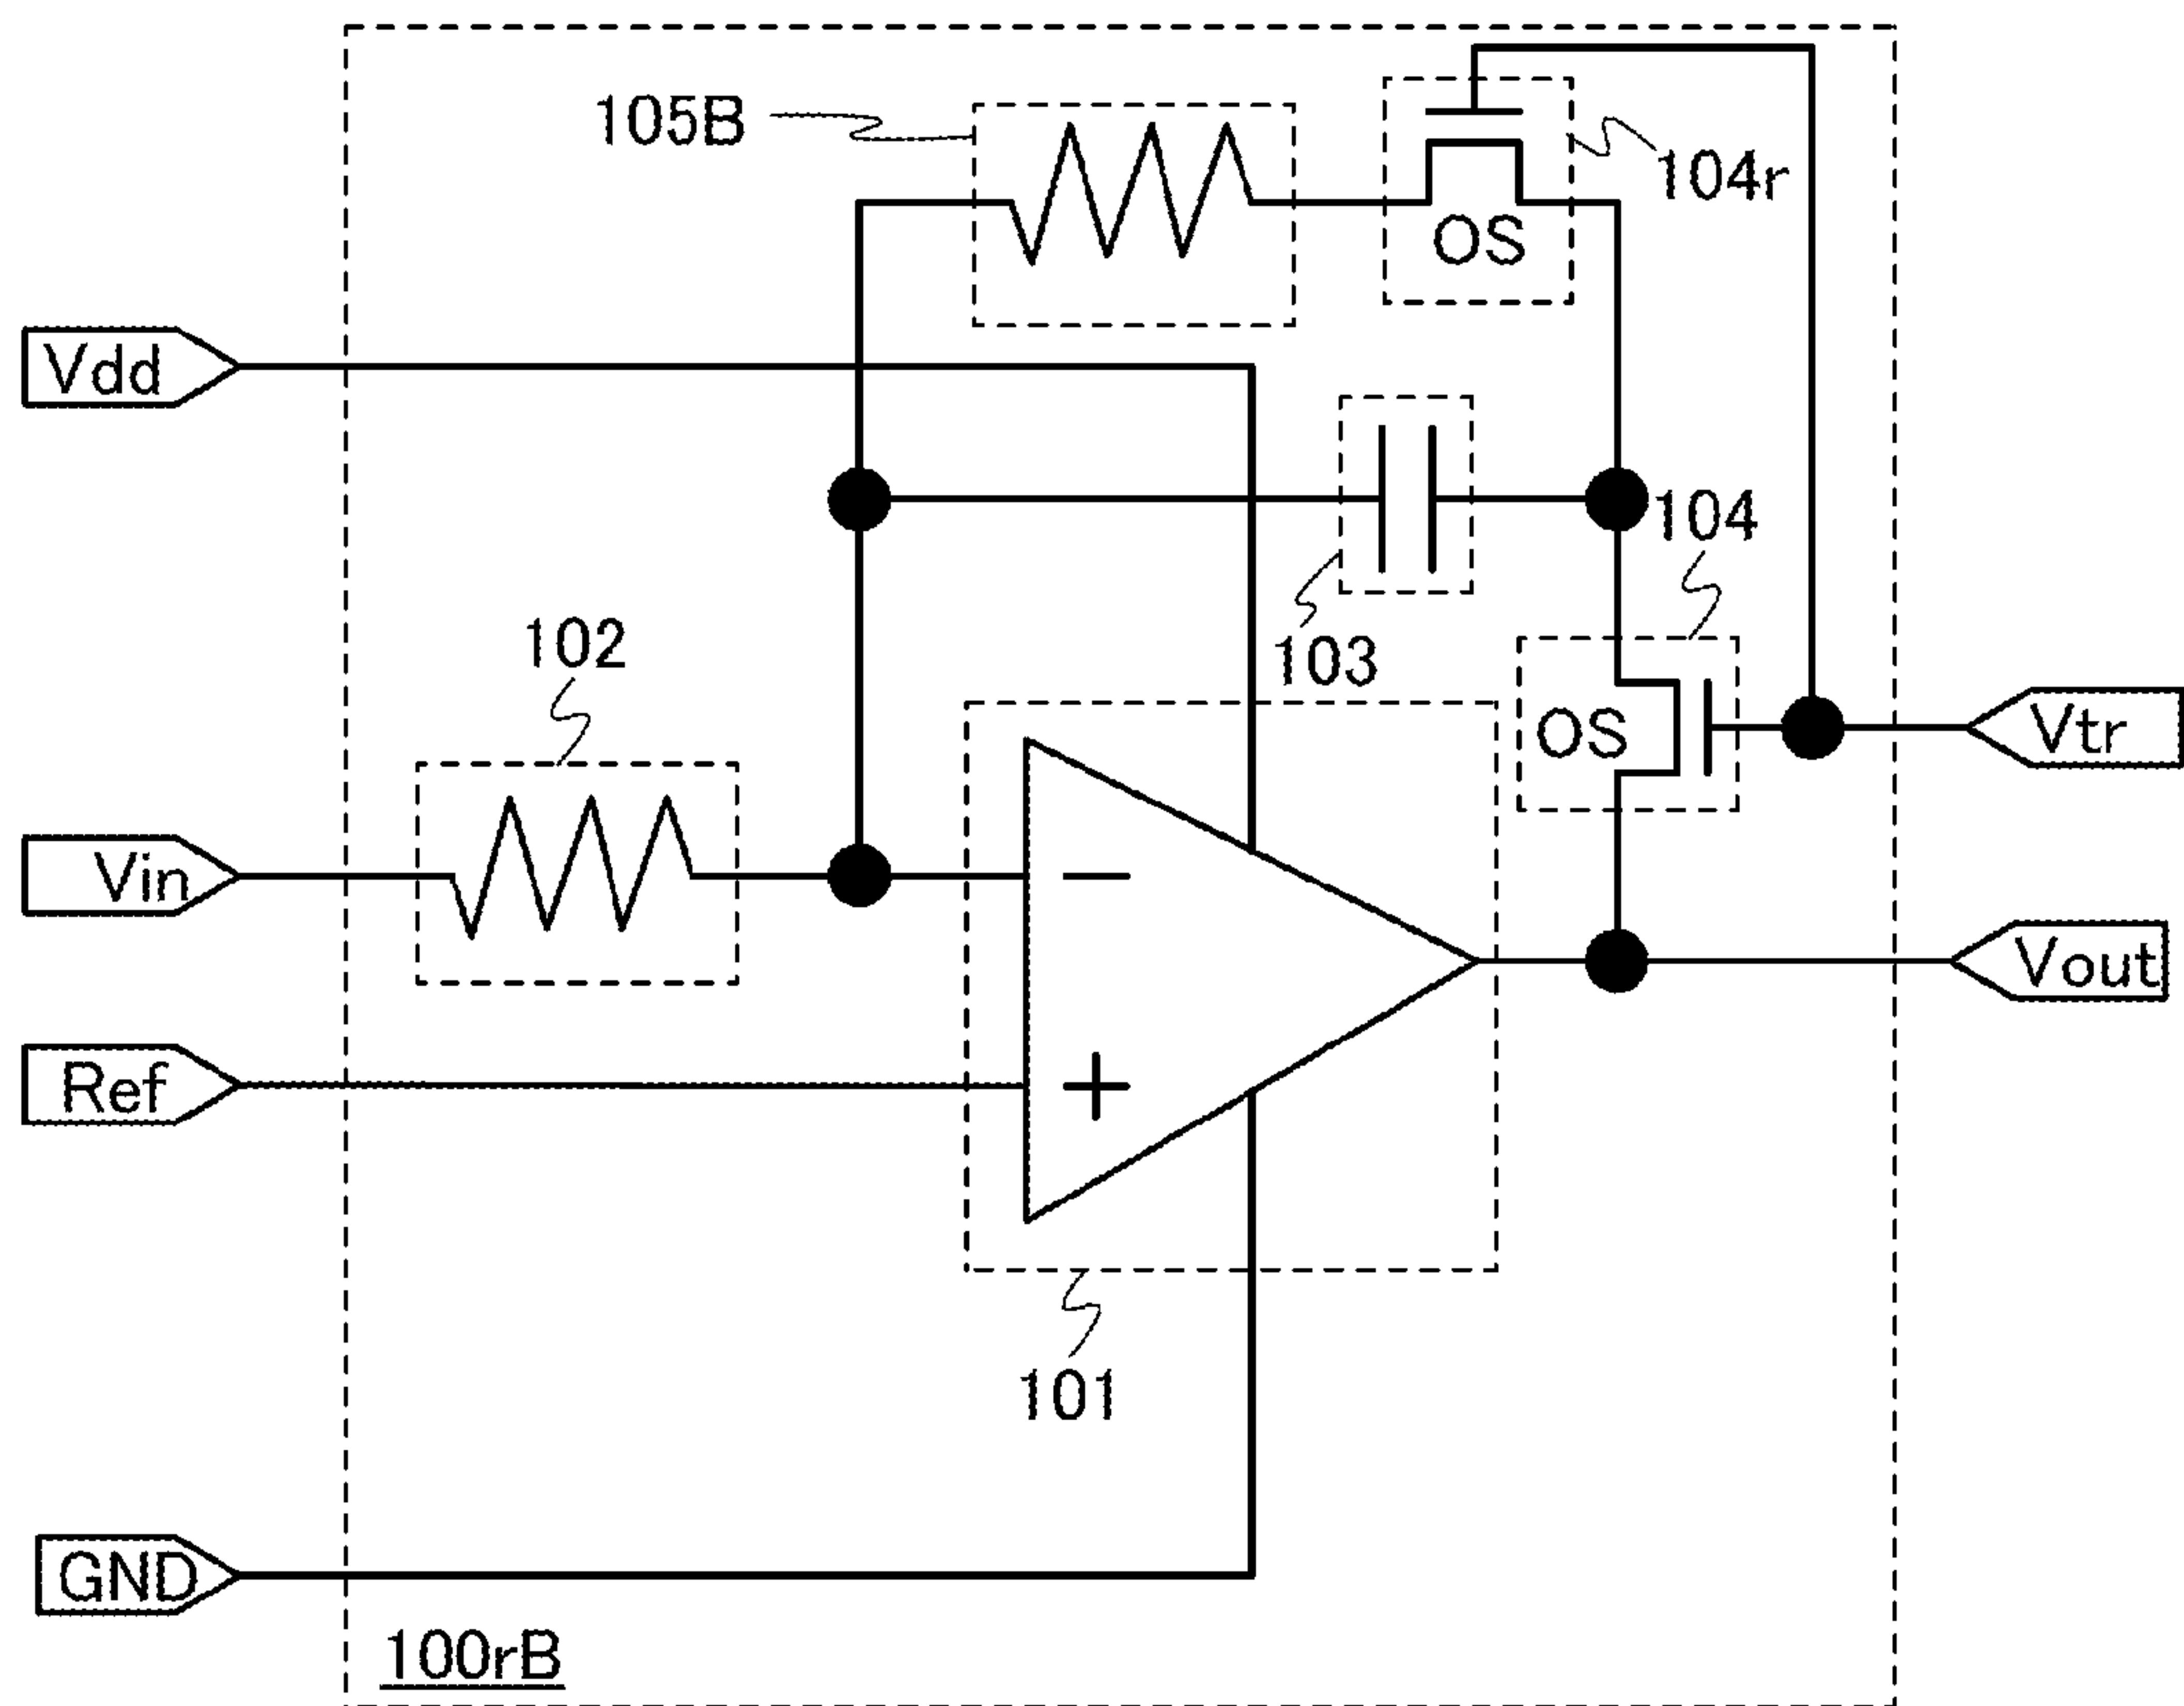 105B
104r
OS
Vdd
104
102
103
OS
Vtr
−
Vin
Vout
Ref
+
101
GND
100rB